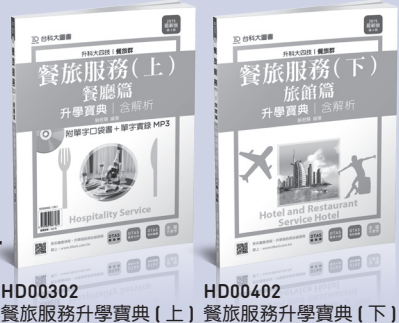 台科大圖書
升科大四技｜餐旅群
餐旅服務(上)
餐廳篇
升學寶典｜含解析
附單字口袋書+單字實錄 MP3
Hospitality Service
台科大圖書
升科大四技｜餐旅群
餐旅服務(下)
旅館篇
升學寶典｜含解析
Hotel and Restaurant
Service Hotel
HD00302
餐旅服務升學寶典(上)
HD00402
餐旅服務升學寶典(下)